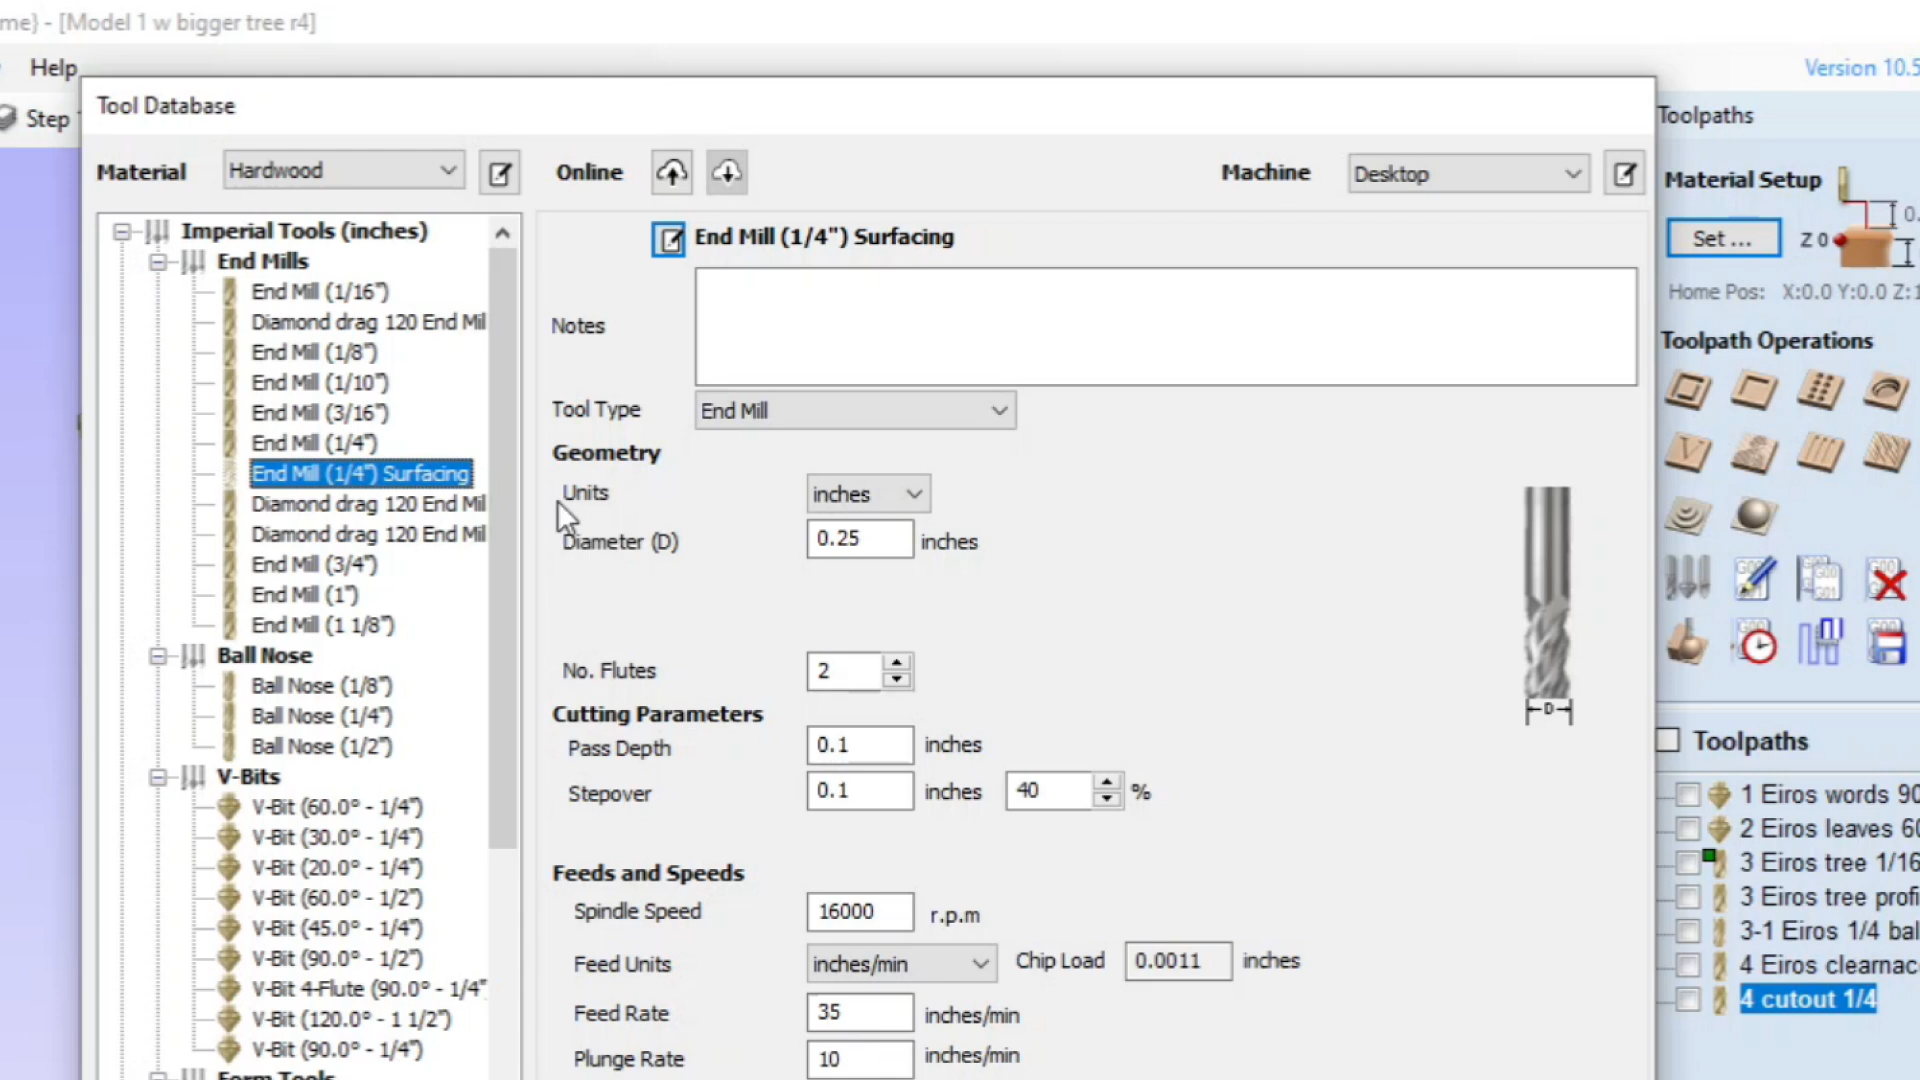 me} - [Model 1 w bigger tree r4]
Help
Version 10.5
Step
Tool Database
Material
Hardwood
Online
Machine
Desktop
Imperial Tools (inches)
End Mills
End Mill (1/16")
Diamond drag 120 End Mil
End Mill (1/8")
End Mill (1/10")
End Mill (3/16")
End Mill (1/4")
End Mill (1/4") Surfacing
Diamond drag 120 End Mil
Diamond drag 120 End Mil
End Mill (3/4")
End Mill (1")
End Mill (1 1/8")
Ball Nose
Ball Nose (1/8")
Ball Nose (1/4")
Ball Nose (1/2")
V-Bits
V-Bit (60.0° - 1/4")
V-Bit (30.0° - 1/4")
V-Bit (20.0° - 1/4")
V-Bit (60.0° - 1/2")
V-Bit (45.0° - 1/4")
V-Bit (90.0° - 1/2")
V-Bit 4-Flute (90.0° - 1/4"
V-Bit (120.0° - 1 1/2")
V-Bit (90.0° - 1/4")
Form Tools
End Mill (1/4") Surfacing
Notes
Tool Type
End Mill
Geometry
Units
inches
Diameter (D)
0.25
inches
D
No. Flutes
2
Cutting Parameters
Pass Depth
0.1
inches
Stepover
0.1
inches
40
%
Feeds and Speeds
Spindle Speed
16000
r.p.m
Feed Units
inches/min
Chip Load
0.0011
inches
Feed Rate
35
inches/min
Plunge Rate
10
inches/min
Toolpaths
Material Setup
Set ...
Z 0
0.
Home Pos: X:0.0 Y:0.0 Z:1
Toolpath Operations
Toolpaths
1 Eiros words 90
2 Eiros leaves 60
3 Eiros tree 1/16
3 Eiros tree profi
3-1 Eiros 1/4 bal
4 Eiros clearnac
4 cutout 1/4